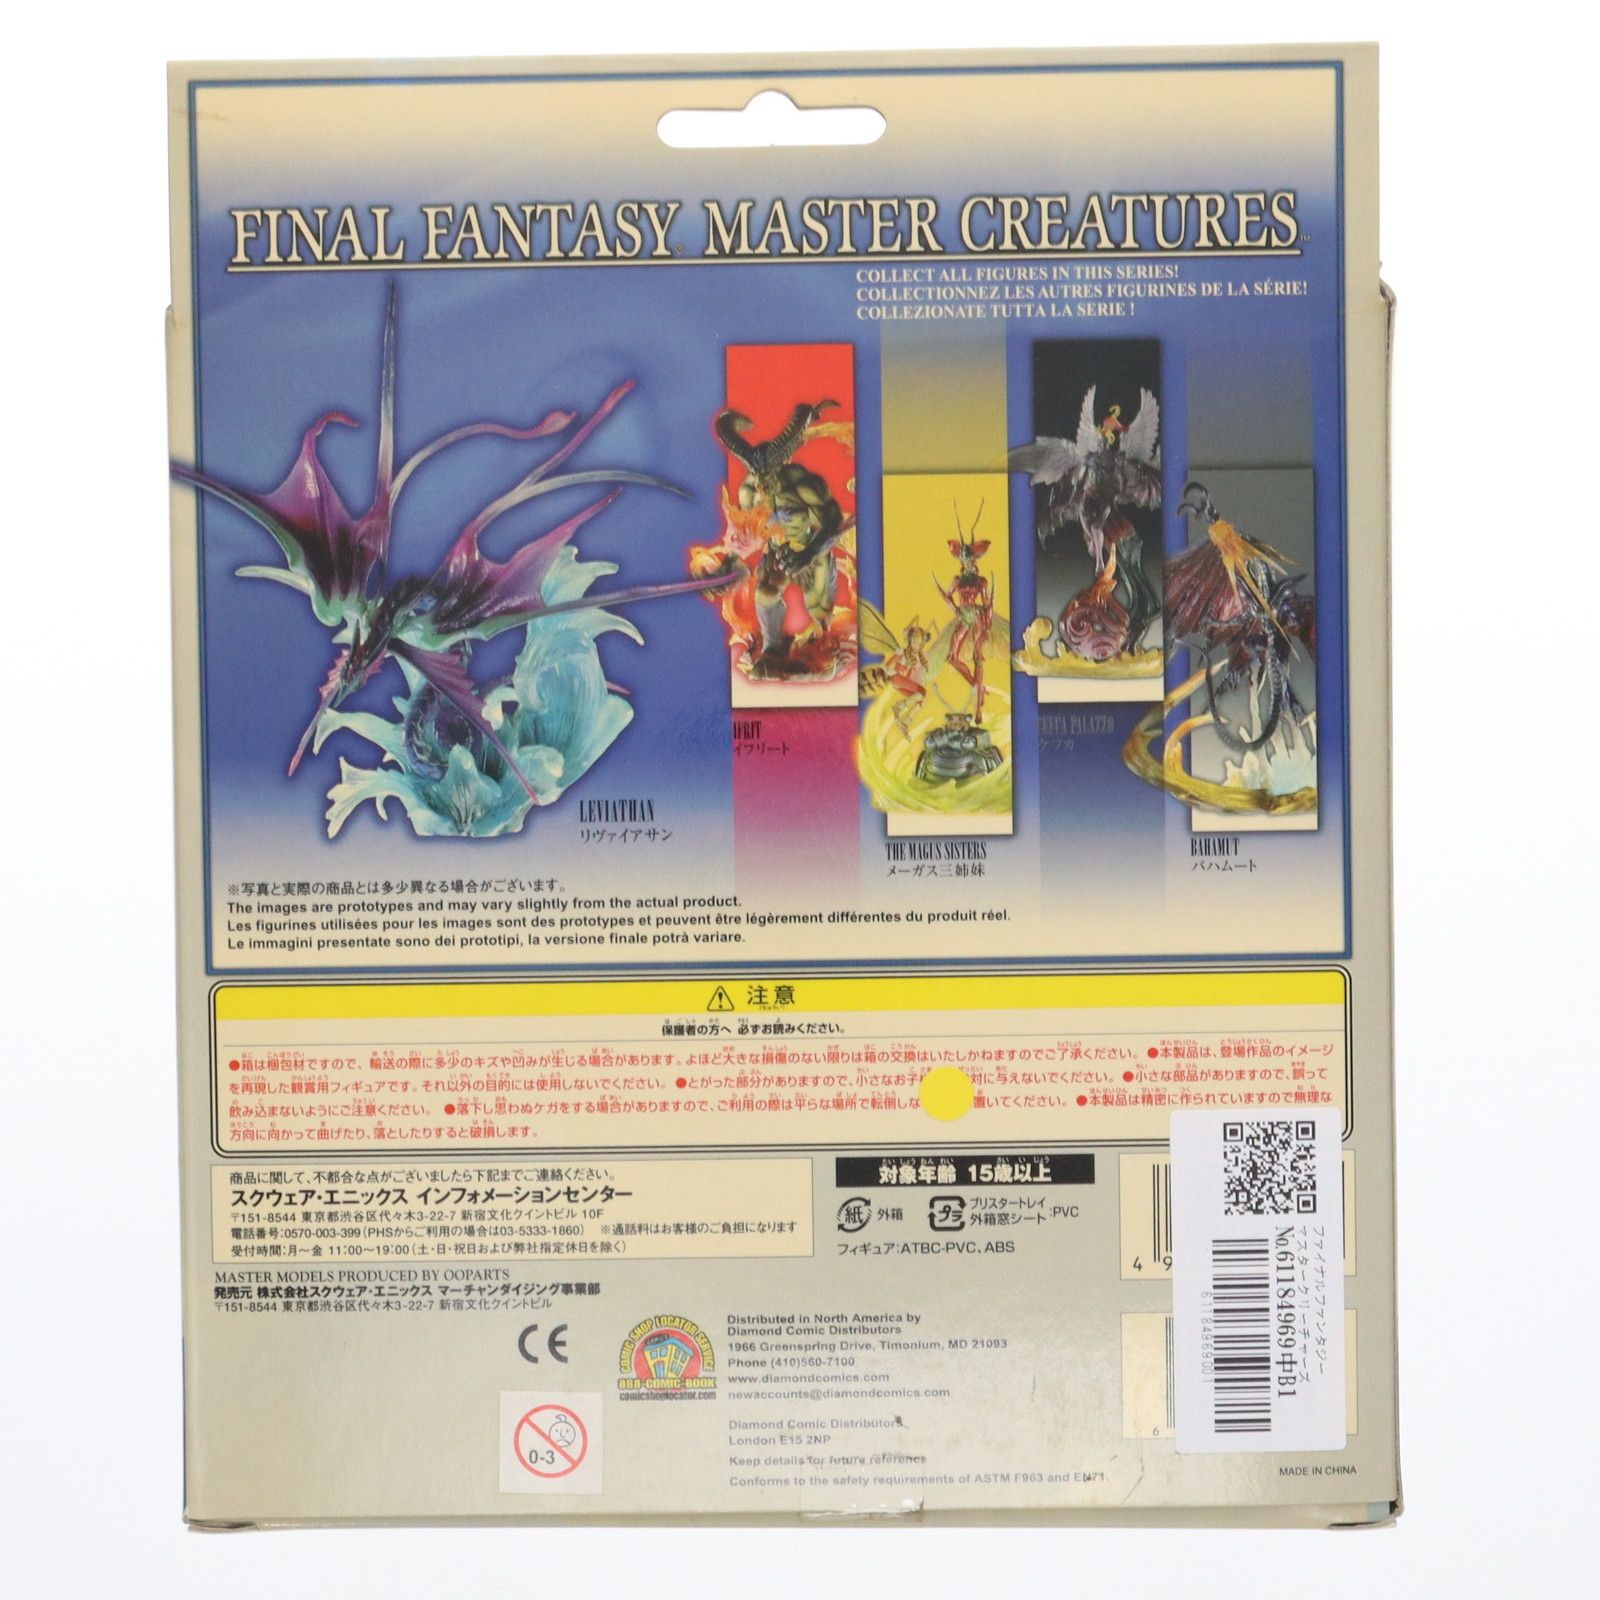 FINAL FANTASY® MASTER CREATURES™
COLLECT ALL FIGURES IN THIS SERIES!
COLLECTIONNEZ LES AUTRES FIGURINES DE LA SÉRIE!
COLLEZIONATE TUTTA LA SERIE !
LEVIATHAN
リヴァイアサン
IFRIT
イフリート
THE MAGUS SISTERS
メーガス三姉妹
CEFCA PALAZZO
ケフカ
BAHAMUT
バハムート
※写真と実際の商品とは多少異なる場合がございます。
The images are prototypes and may vary slightly from the actual product.
Les figurines utilisées pour les images sont des prototypes et peuvent être légèrement différentes du produit réel.
Le immagini presentate sono dei prototipi, la versione finale potrà variare.
注意
保護者の方へ 必ずお読みください。
●箱は梱包材ですので、輸送の際に多少のキズや凹みが生じる場合があります。よほど大きな損傷のない限りは箱の交換はいたしかねますのでご了承ください。 ●本製品は、登場作品のイメージ
を再現した観賞用フィギュアです。それ以外の目的には使用しないでください。 ●とがった部分がありますので、小さなお子様 対に与えないでください。 ●小さな部品がありますので、誤って
飲み込まないようにご注意ください。 ●落下し思わぬケガをする場合がありますので、ご利用の際は平らな場所で転倒しな 置いてください。 ●本製品は精密に作られていますので無理な
方向に向かって曲げたり、落としたりすると破損します。
商品に関して、不都合な点がございましたら下記までご連絡ください。
スクウェア・エニックス インフォメーションセンター
〒151-8544 東京都渋谷区代々木3-22-7 新宿文化クイントビル 10F
電話番号:0570-003-399(PHSからご利用の場合は03-5333-1860) ※通話料はお客様のご負担になります
受付時間:月〜金 11:00〜19:00(土・日・祝日および弊社指定休日を除く)
対象年齢 15歳以上
紙 外箱
プラ ブリスタートレイ
外箱窓シート :PVC
フィギュア:ATBC-PVC、ABS
MASTER MODELS PRODUCED BY OOPARTS
発売元 株式会社スクウェア・エニックス マーチャンダイジング事業部
〒151-8544 東京都渋谷区代々木3-22-7 新宿文化クイントビル
CE
0-3
COMIC SHOP LOCATOR SERVICE
COMICS
888-COMIC-BOOK
comicshoplocator.com
Distributed in North America by
Diamond Comic Distributors
1966 Greenspring Drive, Timonium, MD 21093
Phone (410)560-7100
www.diamondcomics.com
newaccounts@diamondcomics.com
Diamond Comic Distributors
London E15 2NP
Keep details for future reference
Conforms to the safety requirements of ASTM F963 and EN71.
4 9
6
ファイナルファンタジー
マスタークリーチャーズ
No.61184969 中B1
6118496901
MADE IN CHINA